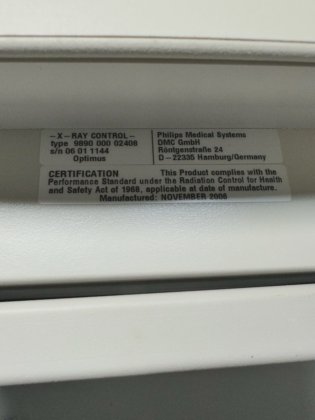 -X-RAY CONTROL-
type 9890 000 02408
s/n 06 01 1144
Optimus
Philips Medical Systems
DMC GmbH
Röntgenstraße 24
D-22335 Hamburg/Germany
CERTIFICATION This Product complies with the
Performance Standard under the Radiation Control for Health
and Safety Act of 1968, applicable at date of manufacture.
Manufactured: NOVEMBER 2006